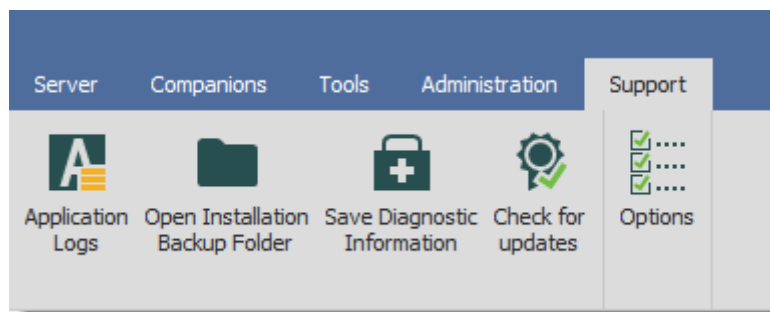 Server Companions Tools Administration Support
Application Open Installation Save Diagnostic Check for Options
Logs Backup Folder Information updates